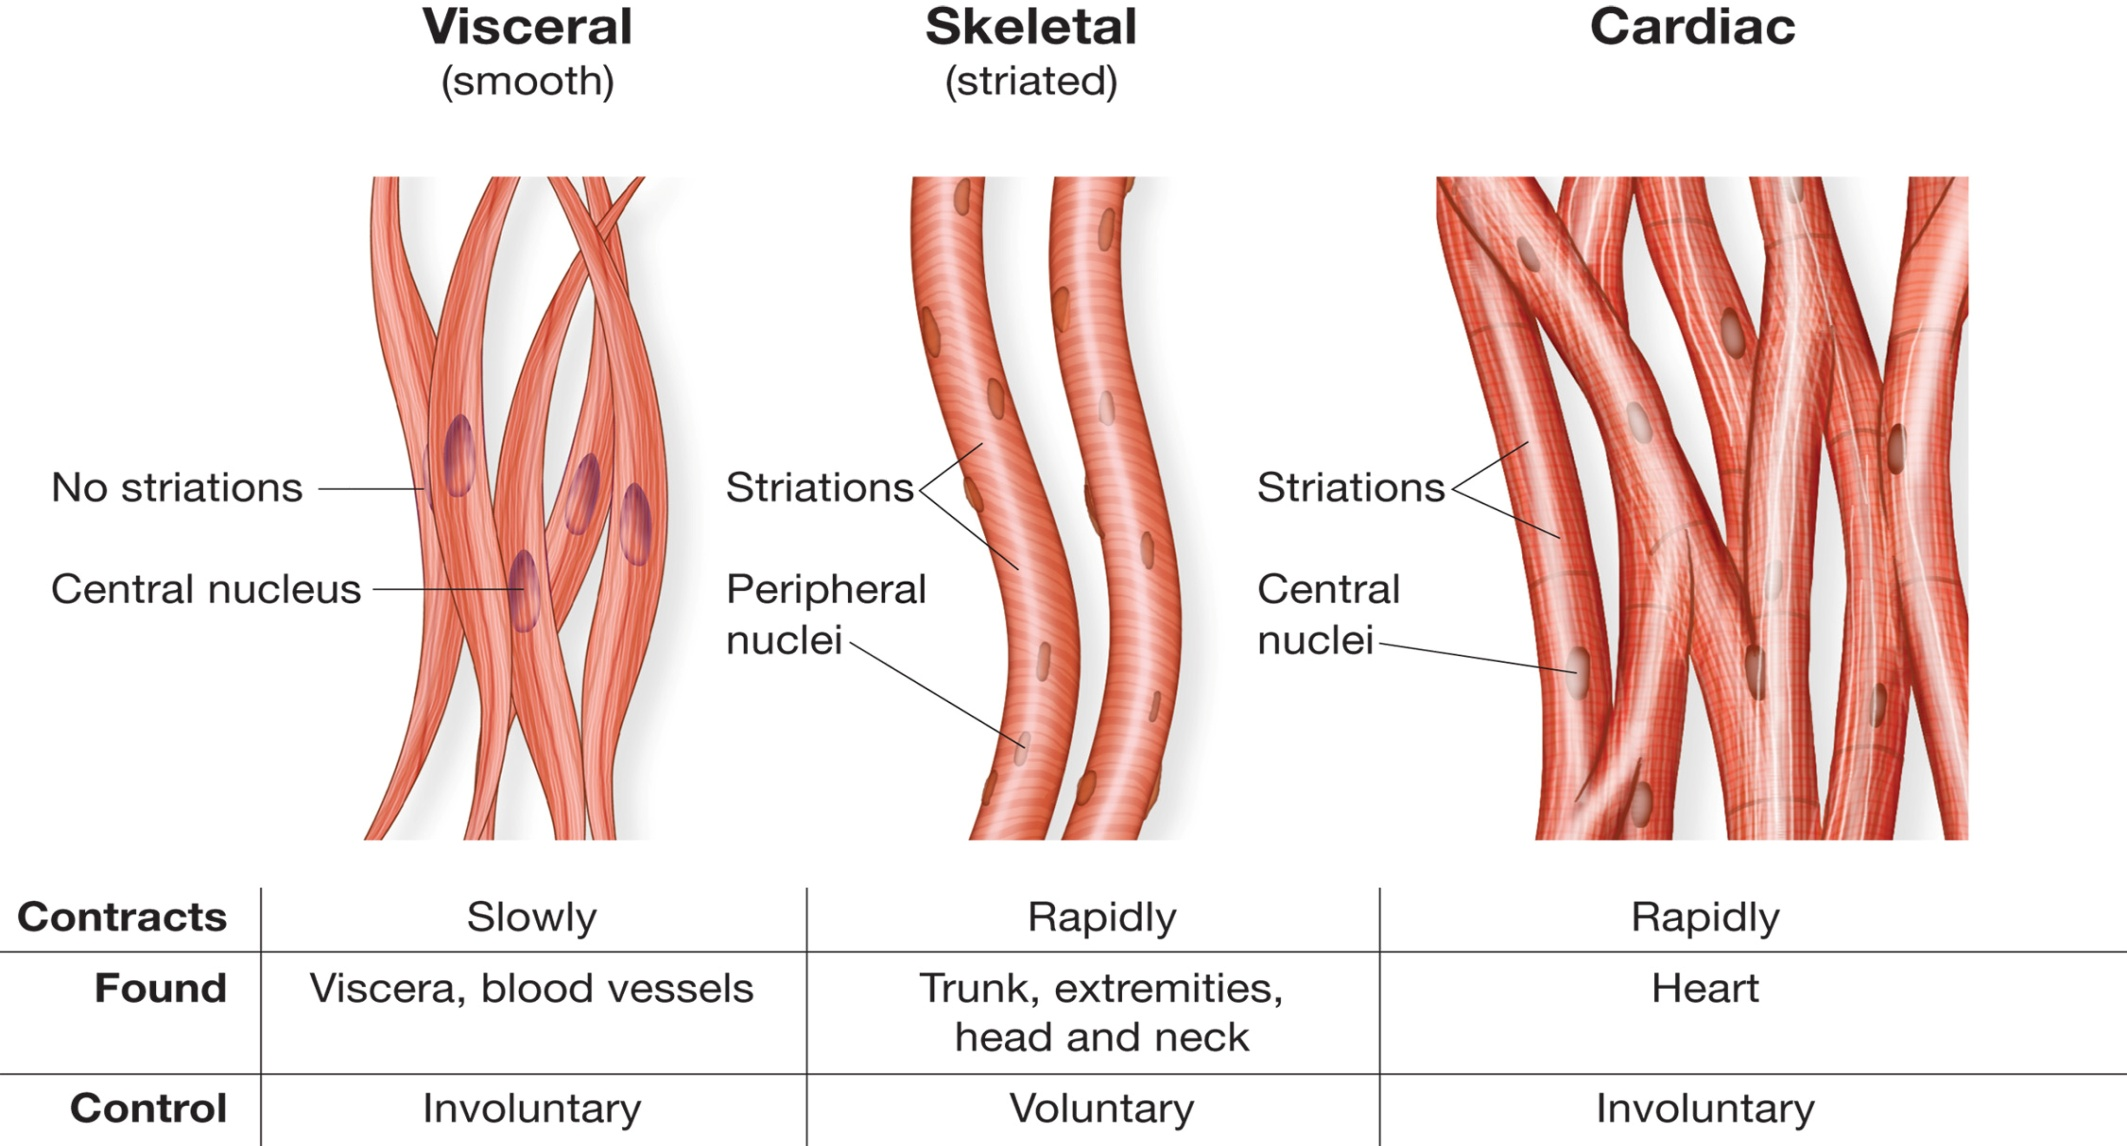 Visceral
(smooth)
Skeletal
(striated)
Cardiac
No striations
Central nucleus
Striations
Peripheral
nuclei
Striations
Central
nuclei
Contracts Slowly Rapidly Rapidly
Found Viscera, blood vessels Trunk, extremities, Heart
head and neck
Control Involuntary Voluntary Involuntary